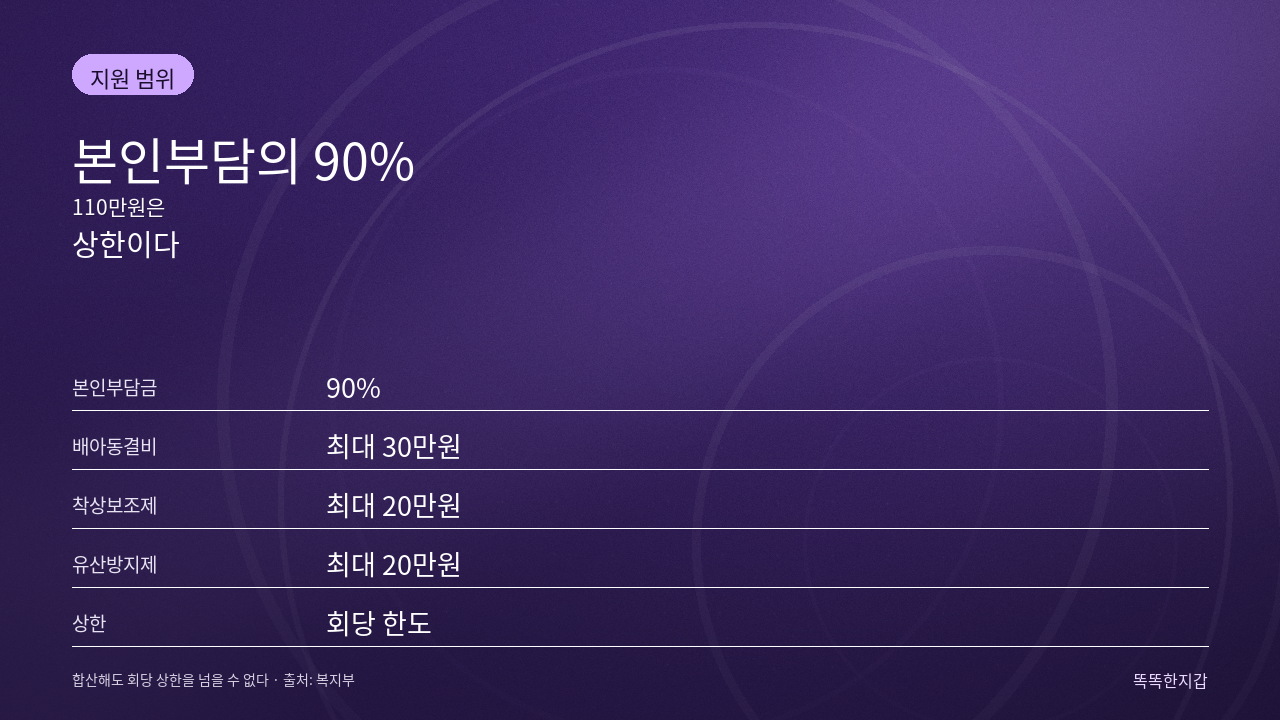 지원 범위
본인부담의 90%
110만원은
상한이다
본인부담금 90%
배아동결비 최대 30만원
착상보조제 최대 20만원
유산방지제 최대 20만원
상한 회당 한도
합산해도 회당 상한을 넘을 수 없다 · 출처: 복지부
똑똑한지갑